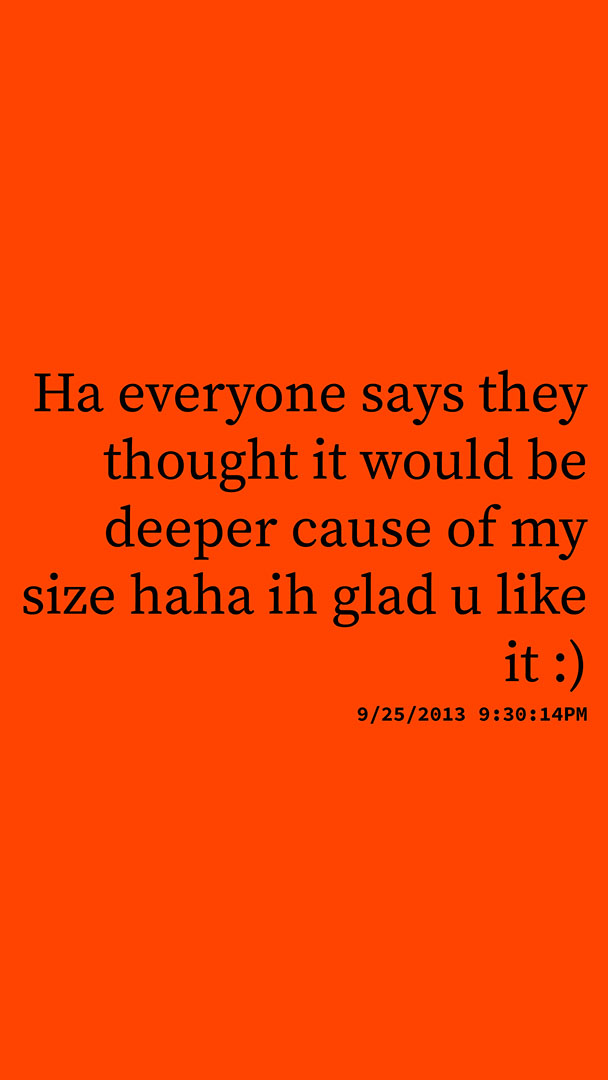 Ha everyone says they
thought it would be
deeper cause of my
size haha ih glad u like
it :)
9/25/2013 9:30:14PM